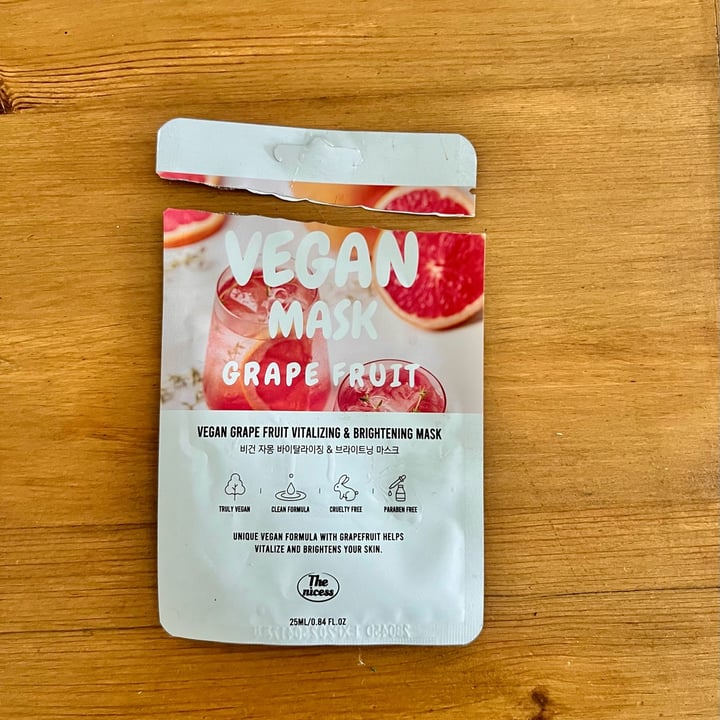 VEGAN
MASK
GRAPE FRUIT
VEGAN GRAPE FRUIT VITALIZING & BRIGHTENING MASK
비건 자몽 바이탈라이징 & 브라이트닝 마스크
TRULY VEGAN
CLEAN FORMULA
CRUELTY FREE
PARABEN FREE
UNIQUE VEGAN FORMULA WITH GRAPEFRUIT HELPS
VITALIZE AND BRIGHTENS YOUR SKIN.
The
nicess
25ML/0.84 FL.OZ